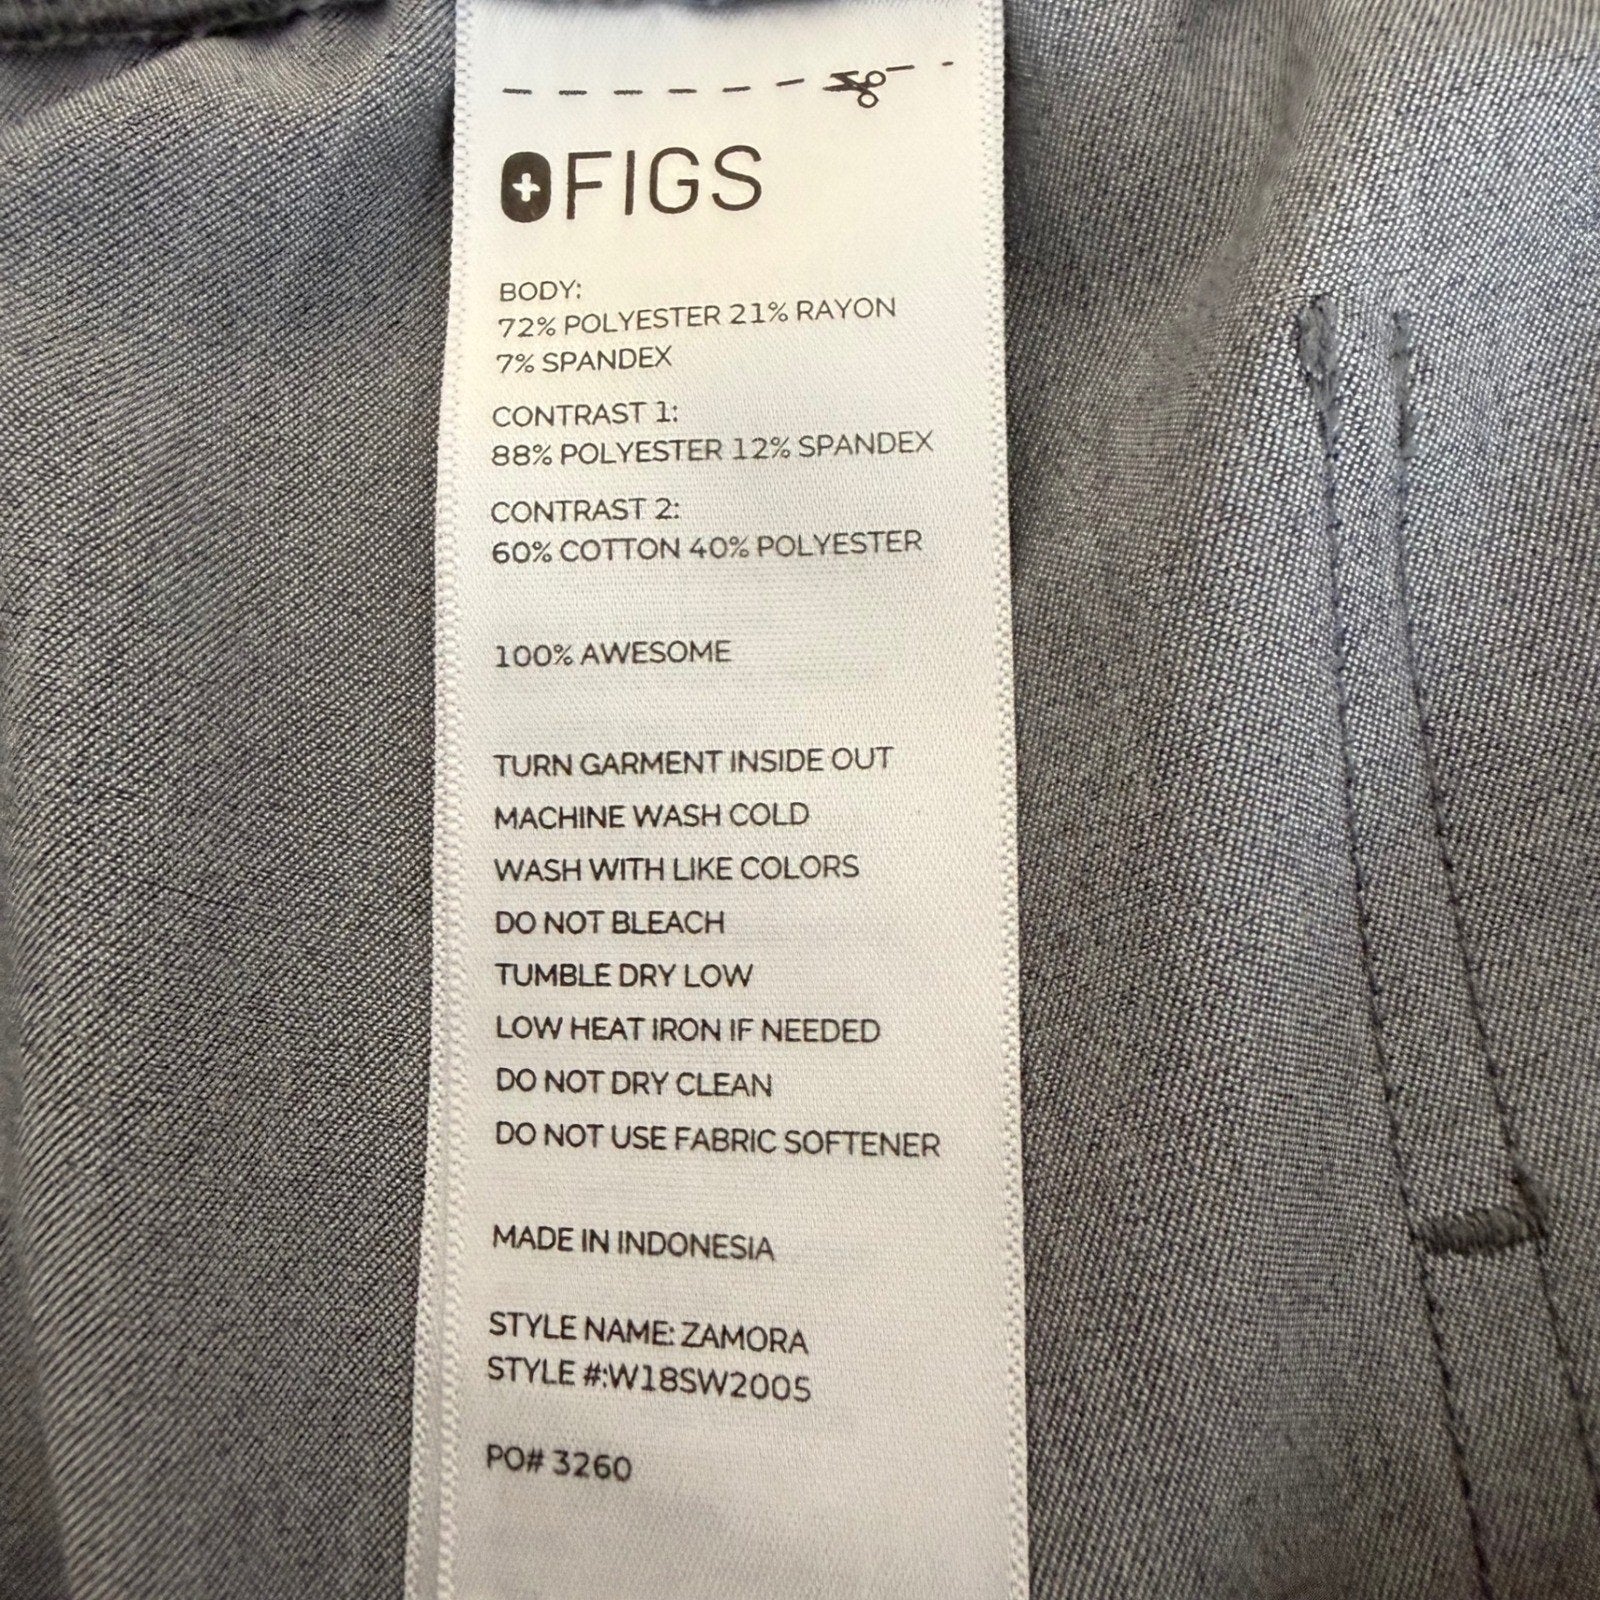 FIGS
BODY:
72% POLYESTER 21% RAYON
7% SPANDEX
CONTRAST 1:
88% POLYESTER 12% SPANDEX
CONTRAST 2:
60% COTTON 40% POLYESTER
100% AWESOME
TURN GARMENT INSIDE OUT
MACHINE WASH COLD
WASH WITH LIKE COLORS
DO NOT BLEACH
TUMBLE DRY LOW
LOW HEAT IRON IF NEEDED
DO NOT DRY CLEAN
DO NOT USE FABRIC SOFTENER
MADE IN INDONESIA
STYLE NAME: ZAMORA
STYLE #:W18SW2005
PO# 3260